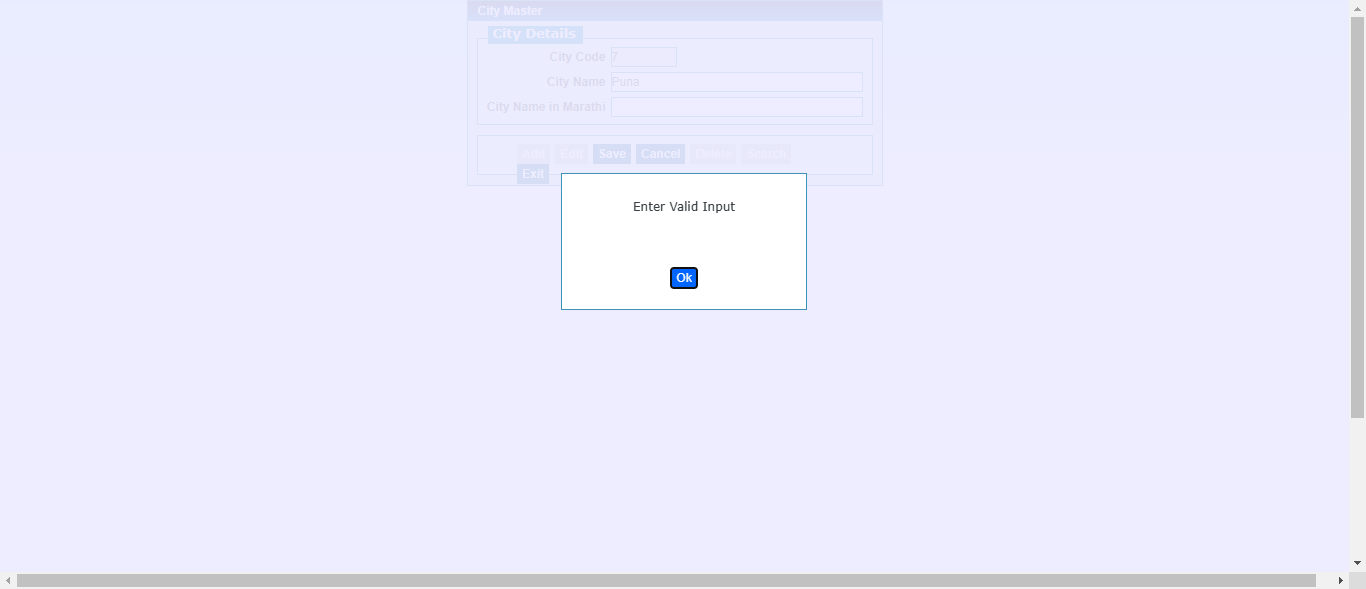 City Master
City Details
City Code 7
City Name Puna
City Name in Marathi
Add Edit Save Cancel Delete Search
Exit
Enter Valid Input
Ok